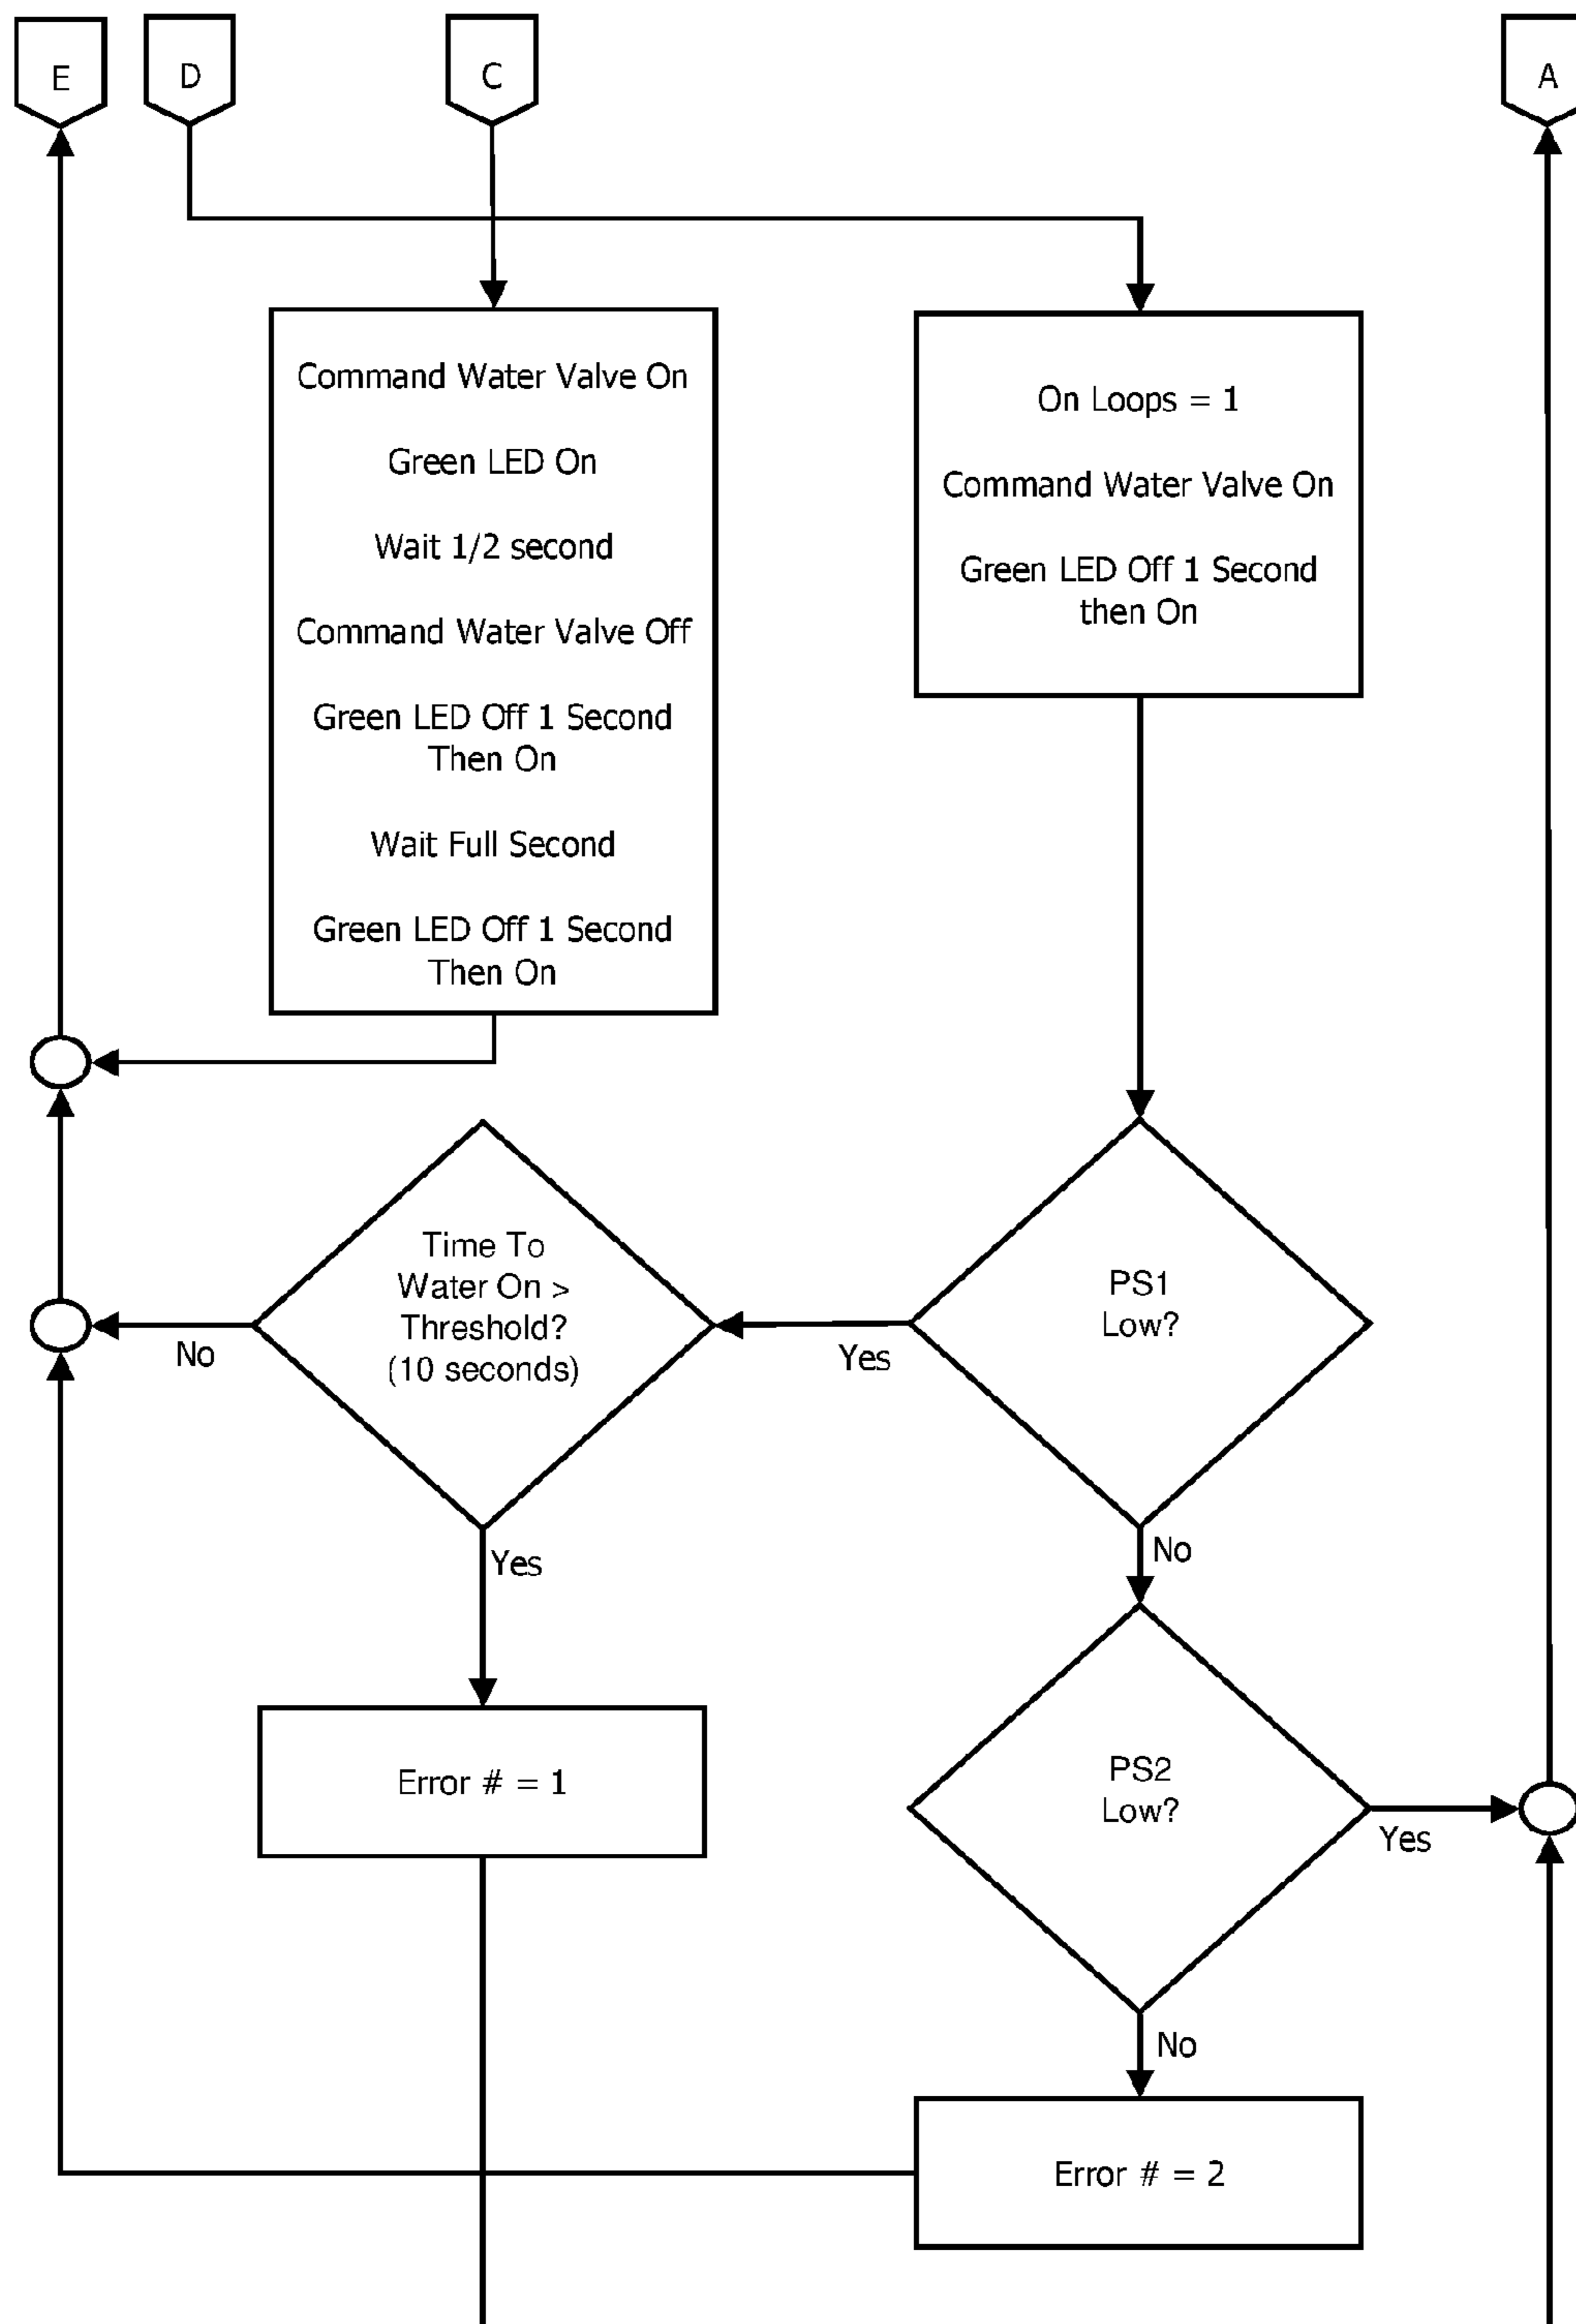 E
D
C
A
Command Water Valve On
Green LED On
Wait 1/2 second
Command Water Valve Off
Green LED Off 1 Second
Then On
Wait Full Second
Green LED Off 1 Second
Then On
On Loops = 1
Command Water Valve On
Green LED Off 1 Second
then On
Time To
Water On >
Threshold?
(10 seconds)
No
Yes
PS1
Low?
Yes
No
Error # = 1
PS2
Low?
Yes
No
Error # = 2